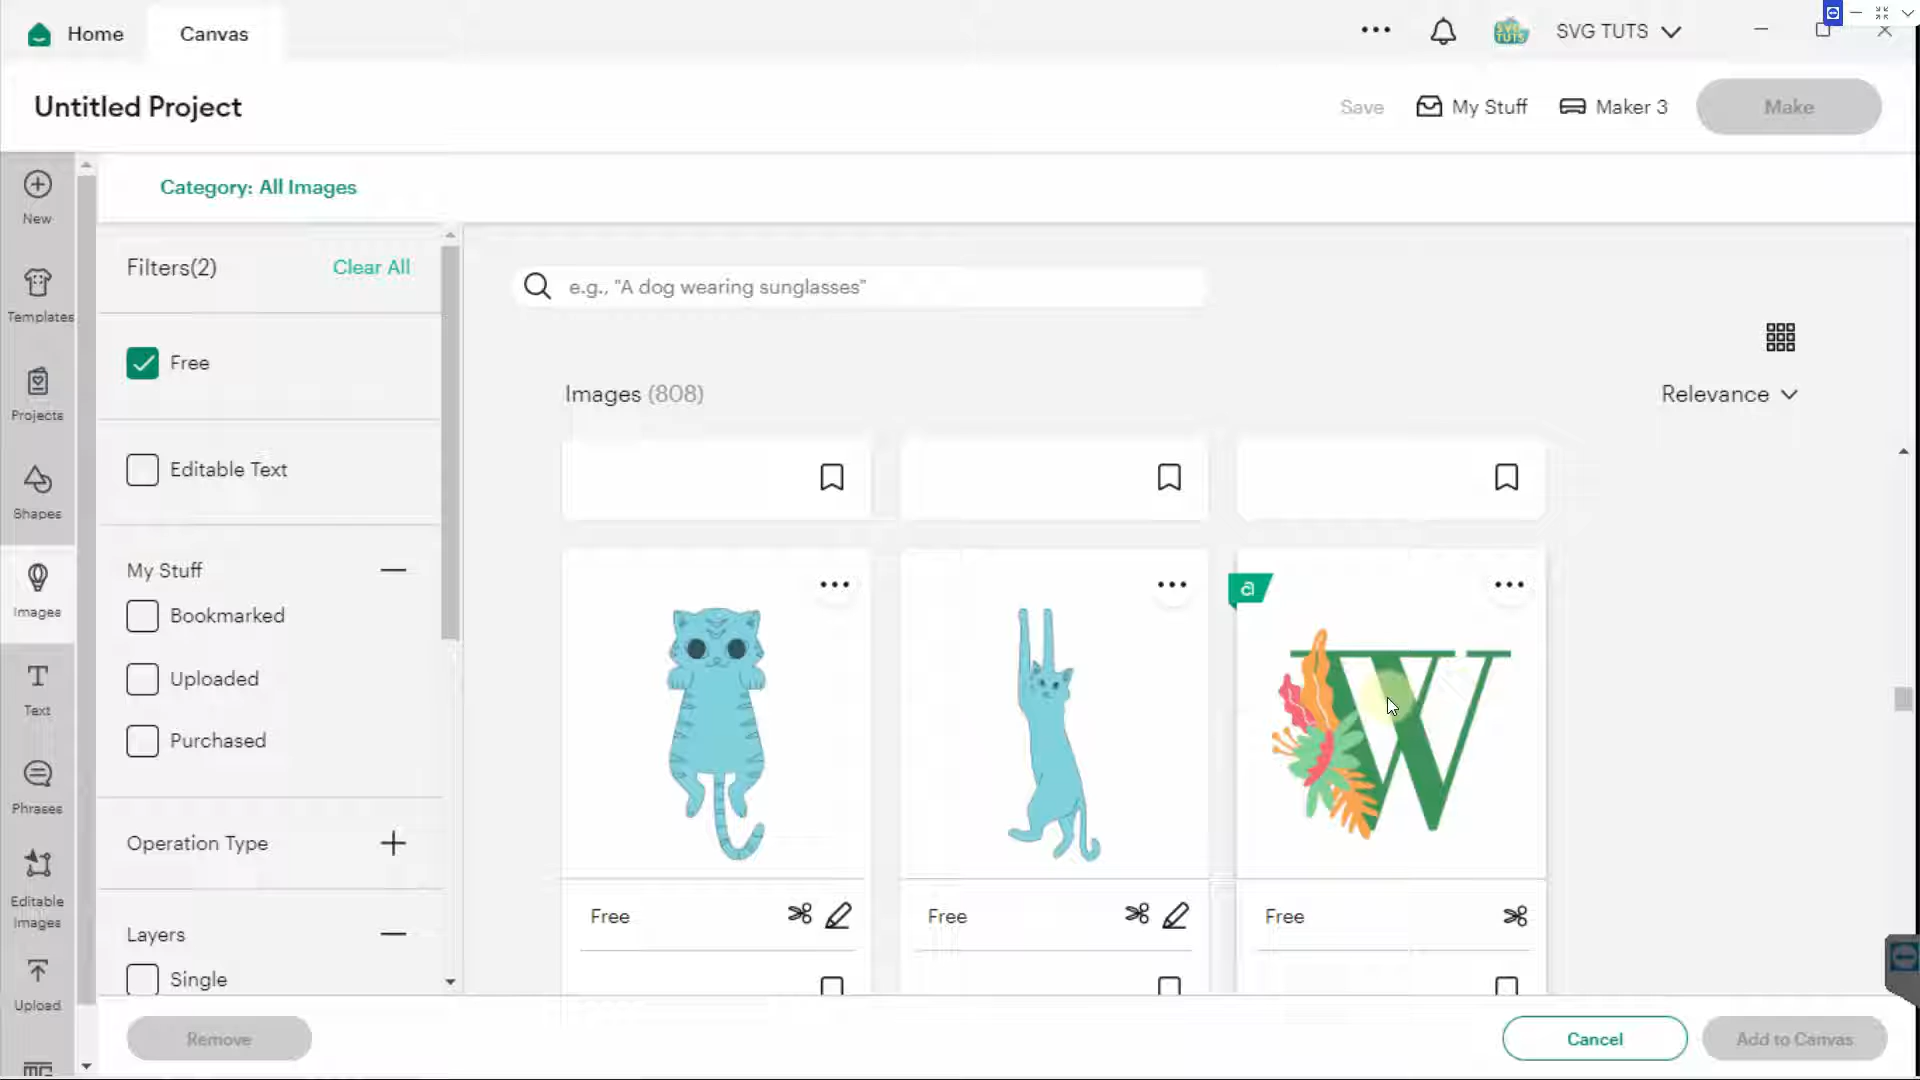 Home
Canvas
SVG TUTS
SVG TUTS
Untitled Project
Save
My Stuff
Maker 3
Make
Category: All Images
New
Templates
Projects
Shapes
Images
Text
Phrases
Editable
Images
Upload
Filters(2)
Clear All
Free
Editable Text
My Stuff
Bookmarked
Uploaded
Purchased
Operation Type
Layers
Single
Remove
e.g., "A dog wearing sunglasses"
Images (808)
Relevance
a
W
Free
Free
Free
Cancel
Add to Canvas